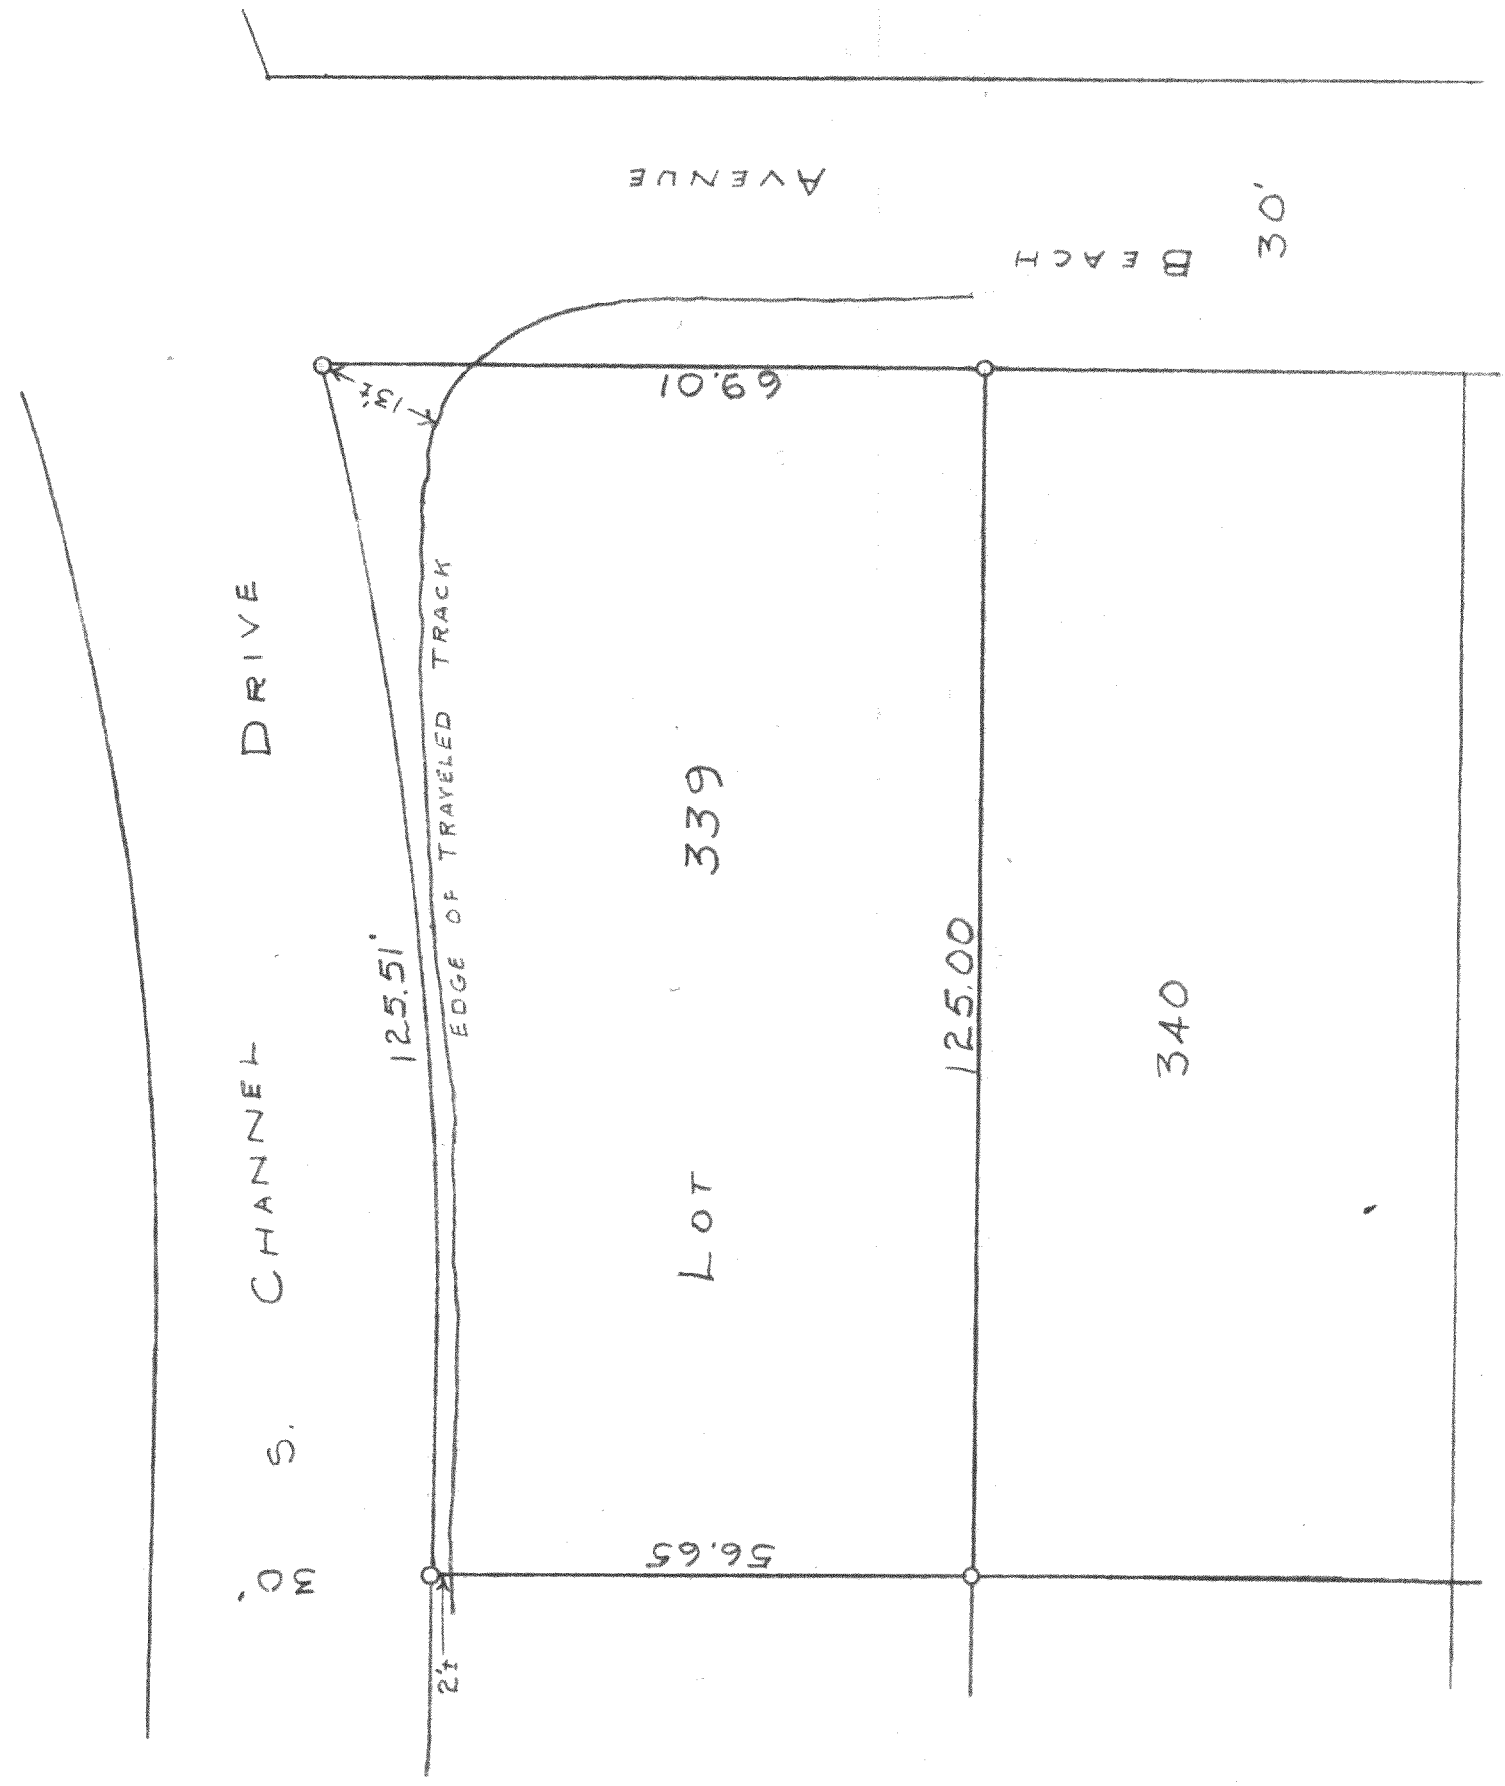 BEACH AVENUE
30'
69.01
13'±
S. CHANNEL DRIVE
30'
125.51'
EDGE OF TRAVELED TRACK
LOT 339
125.00
340
56.65
2'±